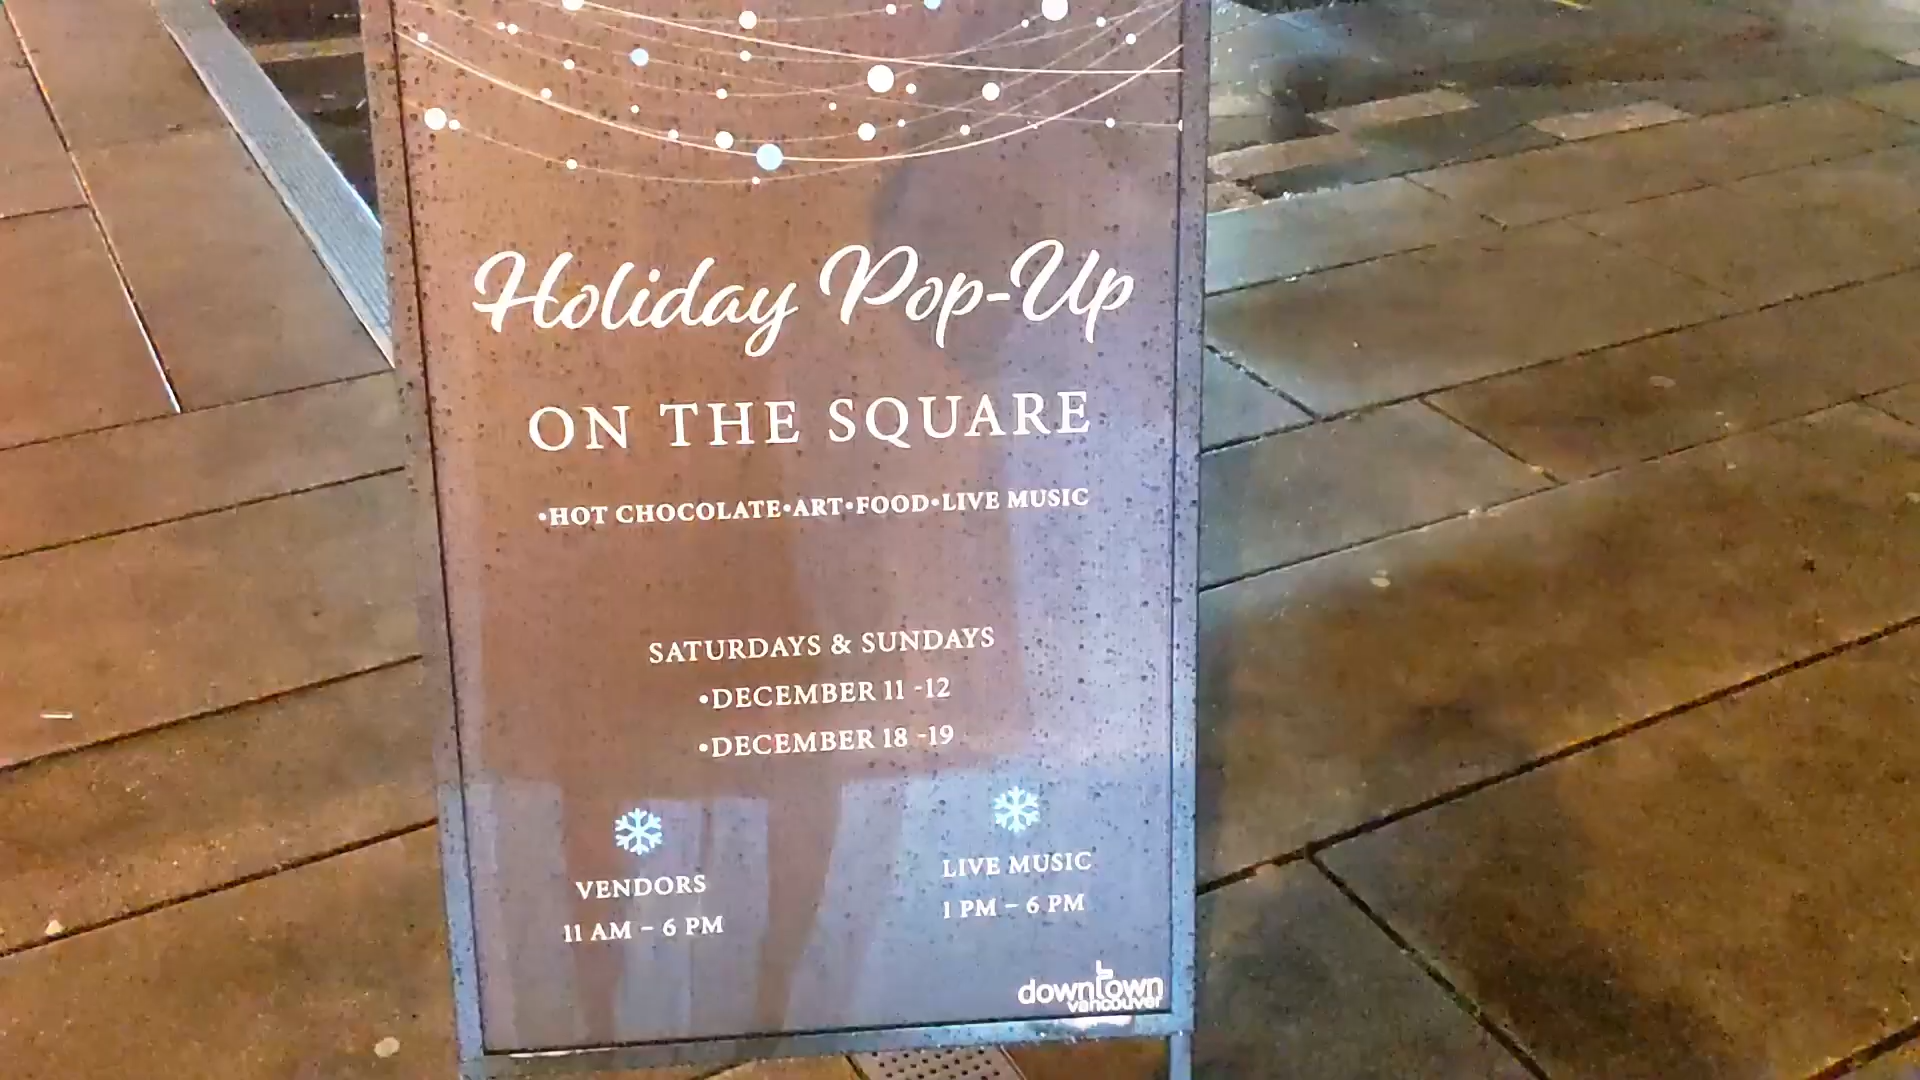 Holiday Pop-Up
ON THE SQUARE
•HOT CHOCOLATE•ART•FOOD•LIVE MUSIC
SATURDAYS & SUNDAYS
•DECEMBER 11 -12
•DECEMBER 18 -19
VENDORS
11 AM – 6 PM
LIVE MUSIC
1 PM – 6 PM
downtown
vancouver